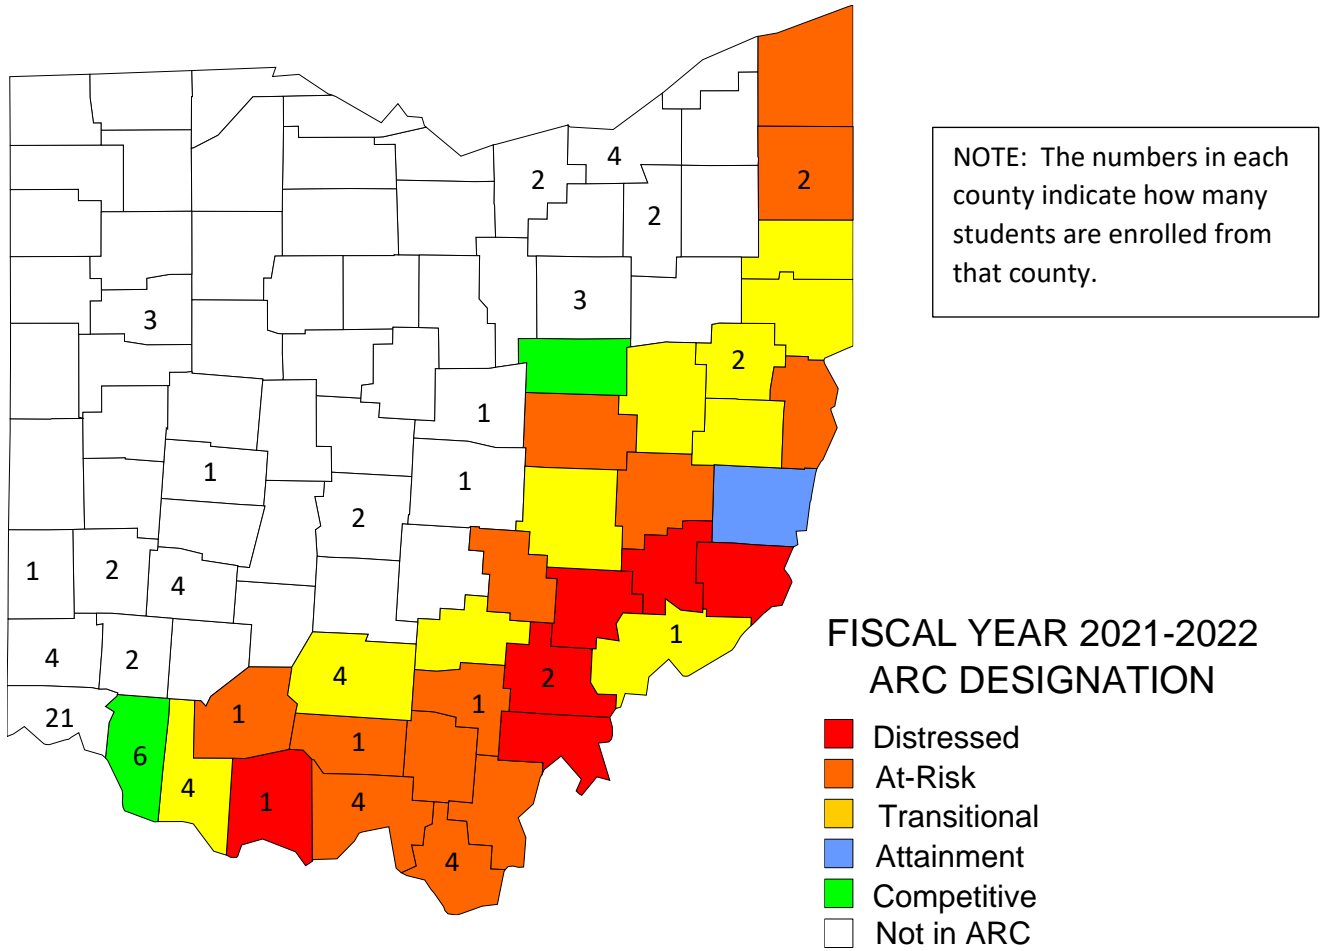 NOTE: The numbers in each
county indicate how many
students are enrolled from
that county.
4
2
2
2
3
3
2
1
1
1
2
1
2
4
1
4
2
4
2
21
1
1
6
1
4
1
4
4
FISCAL YEAR 2021-2022
ARC DESIGNATION
Distressed
At-Risk
Transitional
Attainment
Competitive
Not in ARC